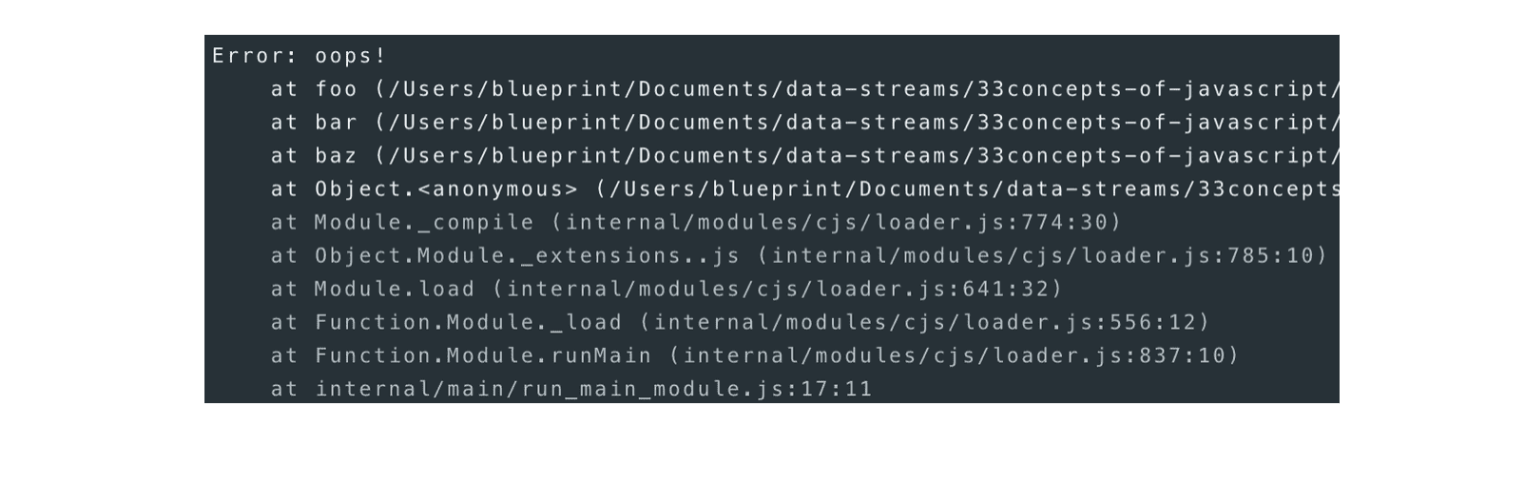 Error: oops!
at foo (/Users/blueprint/Documents/data-streams/33concepts-of-javascript/
at bar (/Users/blueprint/Documents/data-streams/33concepts-of-javascript/
at baz (/Users/blueprint/Documents/data-streams/33concepts-of-javascript/
at Object.<anonymous> (/Users/blueprint/Documents/data-streams/33concepts
at Module._compile (internal/modules/cjs/loader.js:774:30)
at Object.Module._extensions..js (internal/modules/cjs/loader.js:785:10)
at Module.load (internal/modules/cjs/loader.js:641:32)
at Function.Module._load (internal/modules/cjs/loader.js:556:12)
at Function.Module.runMain (internal/modules/cjs/loader.js:837:10)
at internal/main/run_main_module.js:17:11